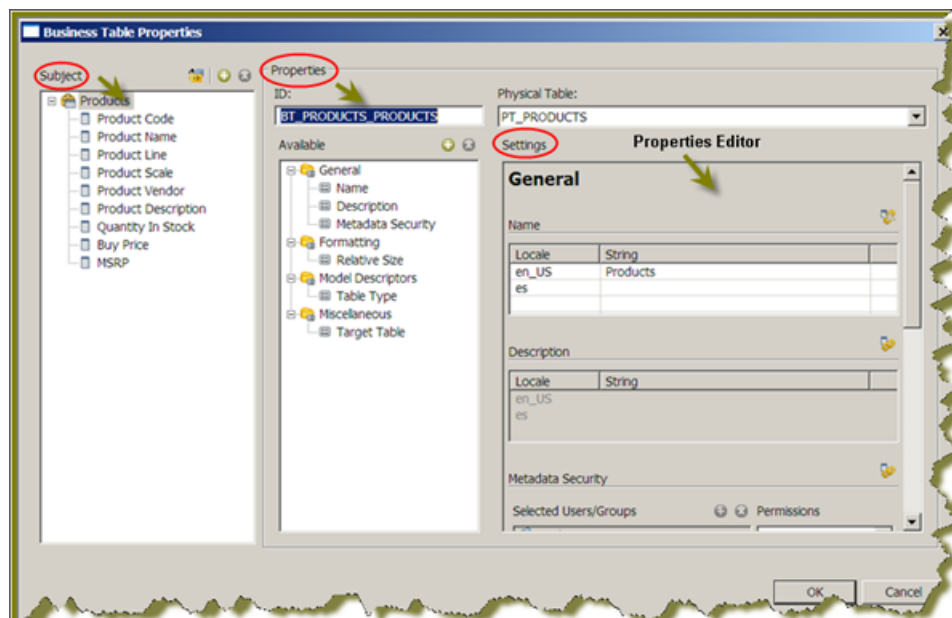 Business Table Properties
Subject
Properties
Products
Product Code
Product Name
Product Line
Product Scale
Product Vendor
Product Description
Quantity In Stock
Buy Price
MSRP
ID:
BT_PRODUCTS_PRODUCTS
Physical Table:
PT_PRODUCTS
Available
General
Name
Description
Metadata Security
Formatting
Relative Size
Model Descriptors
Table Type
Miscellaneous
Target Table
Settings
Properties Editor
General
Name
Locale String
en_US Products
es
Description
Locale String
en_US
es
Metadata Security
Selected Users/Groups Permissions
OK Cancel